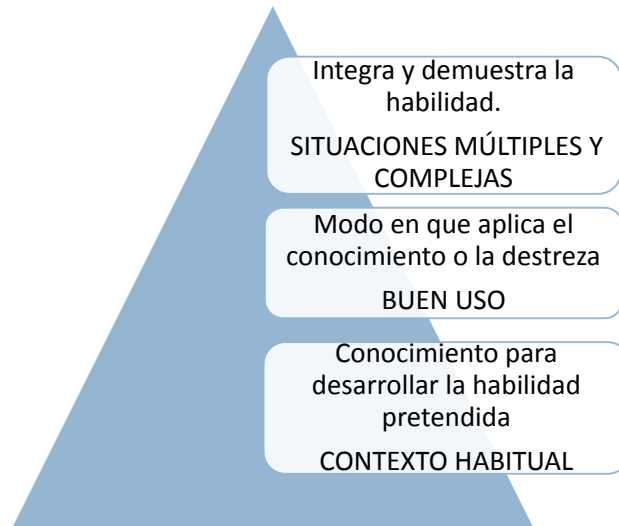 Integra y demuestra la
habilidad.
SITUACIONES MÚLTIPLES Y
COMPLEJAS
Modo en que aplica el
conocimiento o la destreza
BUEN USO
Conocimiento para
desarrollar la habilidad
pretendida
CONTEXTO HABITUAL